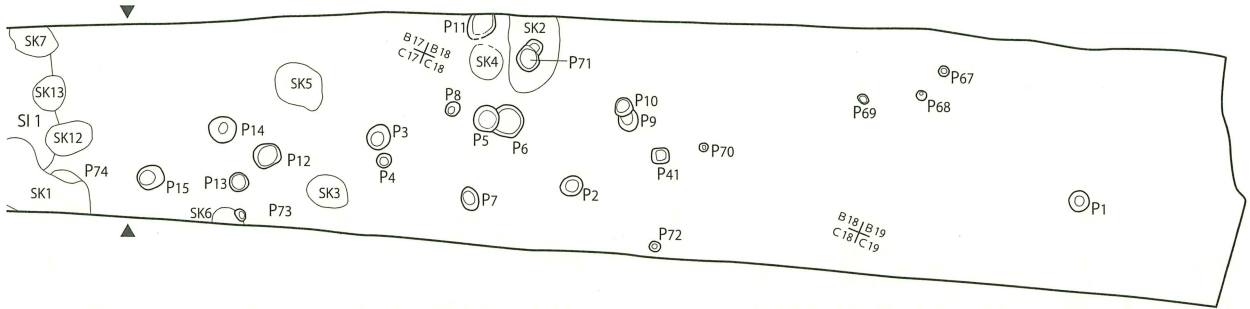 SK7
P11
SK2
B17 B18
C17 C18
SK4
P71
P67
SK13
SK5
P8
P10
P69
P68
SI 1
P14
P3
P5
P6
P9
SK12
P12
P4
P41
P70
P74
P15
P13
SK3
P7
P2
P1
SK1
SK6
P73
P72
B18 B19
C18 C19